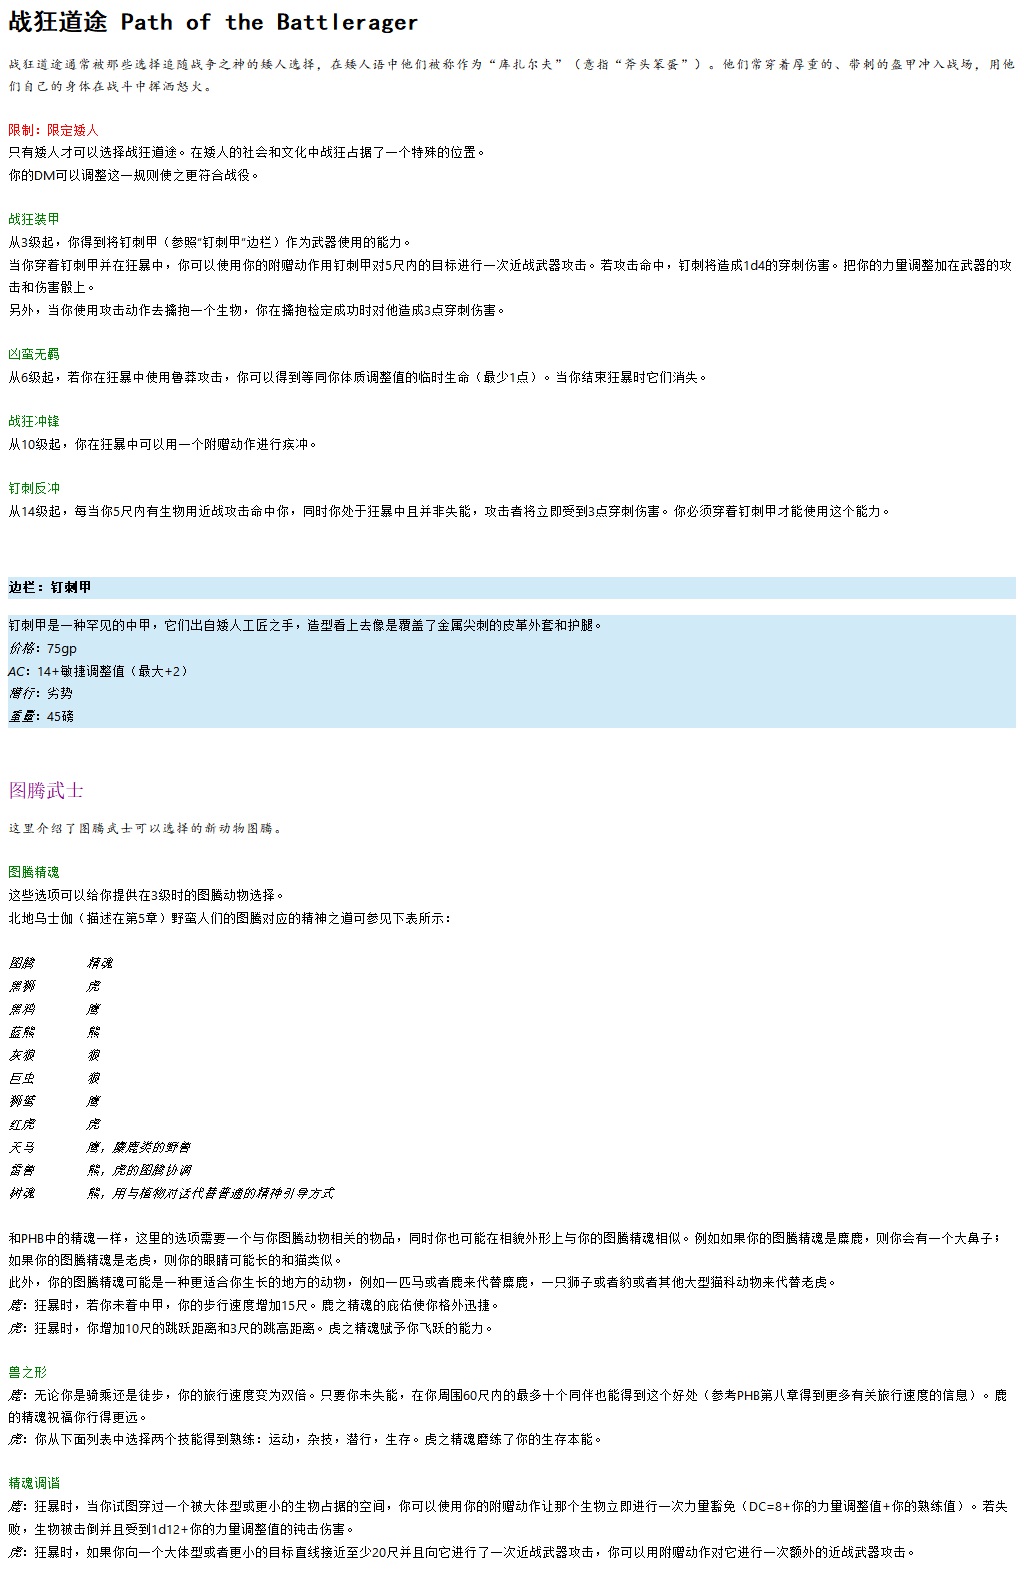 战狂道途 Path of the Battlerager
战狂道途通常被那些选择追随战争之神的矮人选择，在矮人语中他们被称作为“库扎尔夫”（意指“斧头笨蛋”）。他们常穿着厚重的、带刺的盔甲冲入战场，用他
们自己的身体在战斗中挥洒怒火。
限制：限定矮人
只有矮人才可以选择战狂道途。在矮人的社会和文化中战狂占据了一个特殊的位置。
你的DM可以调整这一规则使之更符合战役。
战狂装甲
从3级起，你得到将钉刺甲（参照“钉刺甲”边栏）作为武器使用的能力。
当你穿着钉刺甲并在狂暴中，你可以使用你的附赠动作用钉刺甲对5尺内的目标进行一次近战武器攻击。若攻击命中，钉刺将造成1d4的穿刺伤害。把你的力量调整加在武器的攻
击和伤害骰上。
另外，当你使用攻击动作去擒抱一个生物，你在擒抱检定成功时对他造成3点穿刺伤害。
凶蛮无羁
从6级起，若你在狂暴中使用鲁莽攻击，你可以得到等同你体质调整值的临时生命（最少1点）。当你结束狂暴时它们消失。
战狂冲锋
从10级起，你在狂暴中可以用一个附赠动作进行疾冲。
钉刺反冲
从14级起，每当你5尺内有生物用近战攻击命中你，同时你处于狂暴中且并非失能，攻击者将立即受到3点穿刺伤害。你必须穿着钉刺甲才能使用这个能力。
边栏：钉刺甲
钉刺甲是一种罕见的中甲，它们出自矮人工匠之手，造型看上去像是覆盖了金属尖刺的皮革外套和护腿。
价格：75gp
AC：14+敏捷调整值（最大+2）
潜行：劣势
重量：45磅
图腾武士
这里介绍了图腾武士可以选择的新动物图腾。
图腾精魂
这些选项可以给你提供在3级时的图腾动物选择。
北地乌士伽（描述在第5章）野蛮人们的图腾对应的精神之道可参见下表所示：
图腾 精魂
黑狮 虎
黑鸦 鹰
蓝熊 熊
灰狼 狼
巨虫 狼
狮鹫 鹰
红虎 虎
天马 鹰，麋鹿类的野兽
雷兽 熊，虎的图腾协调
树魂 熊，用与植物对话代替普通的精神引导方式
和PHB中的精魂一样，这里的选项需要一个与你图腾动物相关的物品，同时你也可能在相貌外形上与你的图腾精魂相似。例如如果你的图腾精魂是麋鹿，则你会有一个大鼻子；
如果你的图腾精魂是老虎，则你的眼睛可能长的和猫类似。
此外，你的图腾精魂可能是一种更适合你生长的地方的动物，例如一匹马或者鹿来代替麋鹿，一只狮子或者豹或者其他大型猫科动物来代替老虎。
鹿：狂暴时，若你未着中甲，你的步行速度增加15尺。鹿之精魂的庇佑使你格外迅捷。
虎：狂暴时，你增加10尺的跳跃距离和3尺的跳高距离。虎之精魂赋予你飞跃的能力。
兽之形
鹿：无论你是骑乘还是徒步，你的旅行速度变为双倍。只要你未失能，在你周围60尺内的最多十个同伴也能得到这个好处（参考PHB第八章得到更多有关旅行速度的信息）。鹿
的精魂祝福你行得更远。
虎：你从下面列表中选择两个技能得到熟练：运动，杂技，潜行，生存。虎之精魂磨练了你的生存本能。
精魂调谐
鹿：狂暴时，当你试图穿过一个被大体型或更小的生物占据的空间，你可以使用你的附赠动作让那个生物立即进行一次力量豁免（DC=8+你的力量调整值+你的熟练值）。若失
败，生物被击倒并且受到1d12+你的力量调整值的钝击伤害。
虎：狂暴时，如果你向一个大体型或者更小的目标直线接近至少20尺并且向它进行了一次近战武器攻击，你可以用附赠动作对它进行一次额外的近战武器攻击。